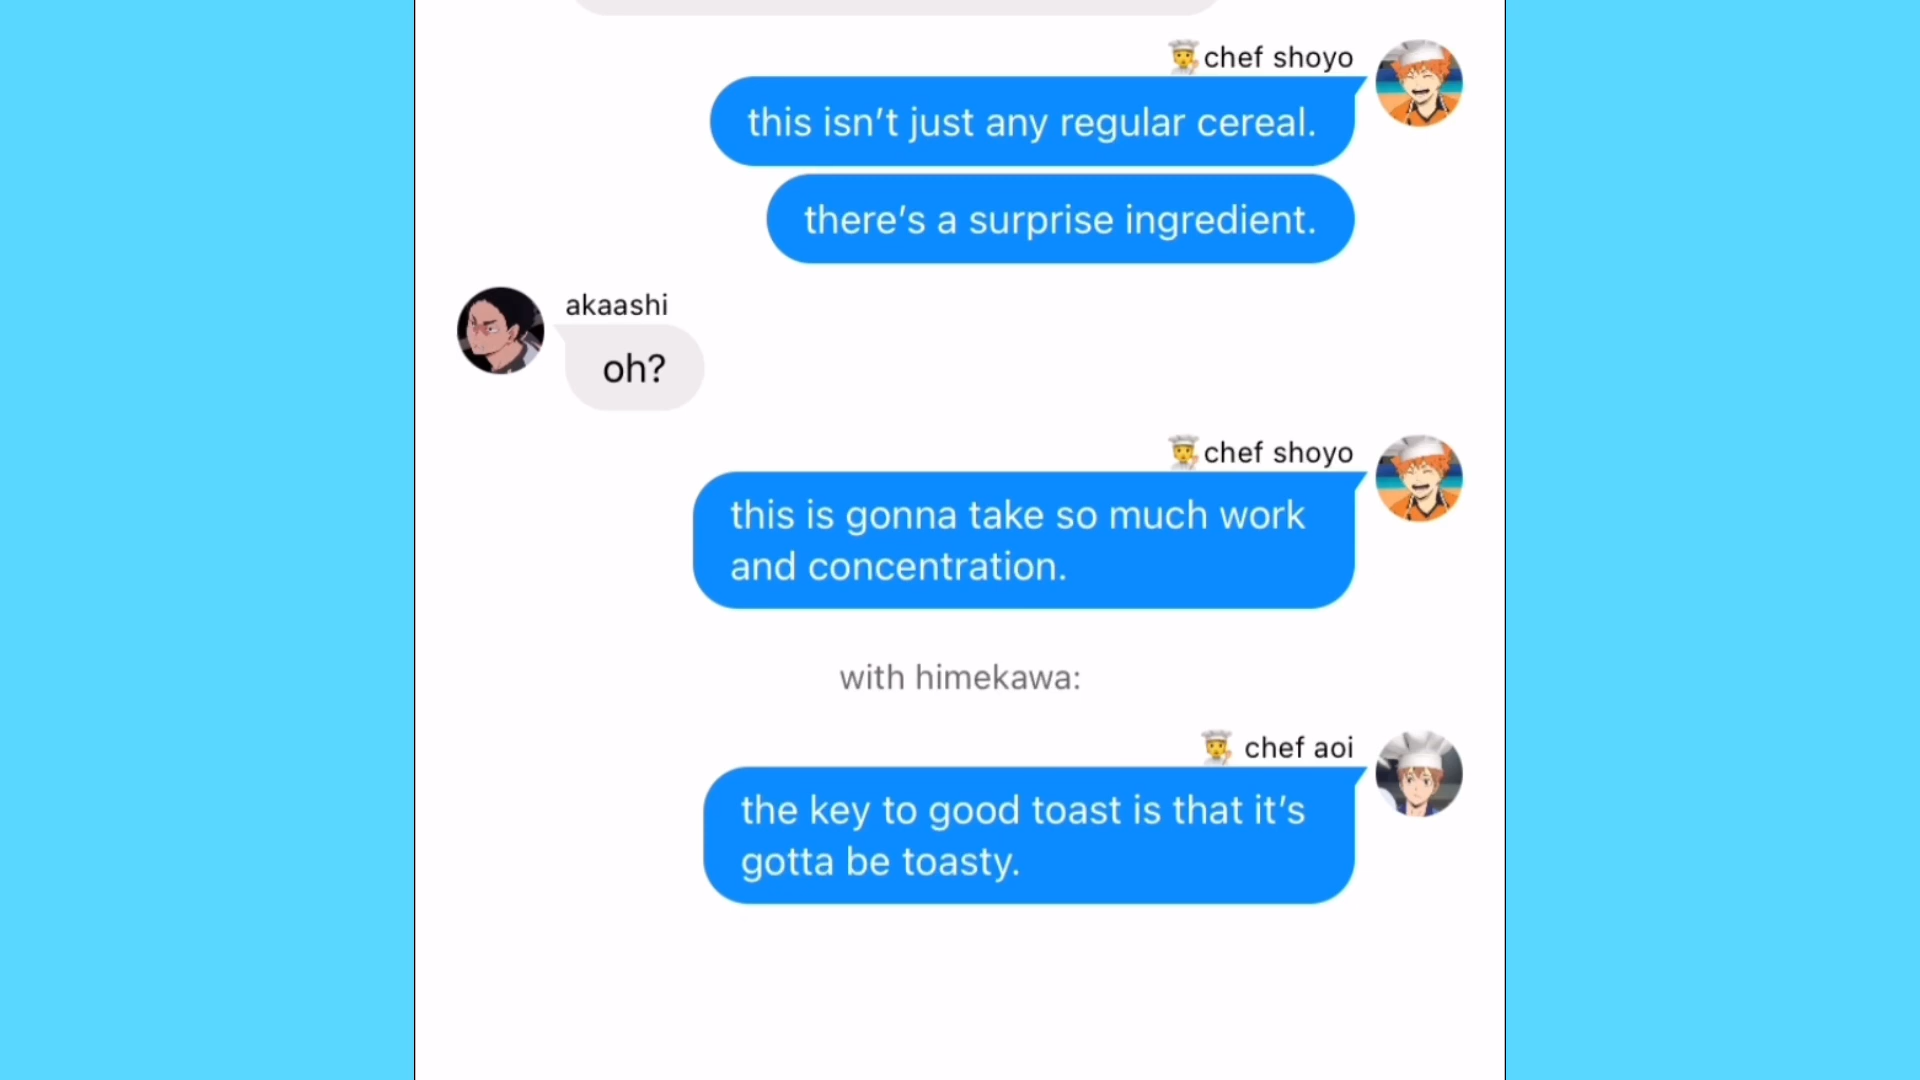 🧑‍🍳chef shoyo
this isn’t just any regular cereal.
there’s a surprise ingredient.
akaashi
oh?
🧑‍🍳chef shoyo
this is gonna take so much work
and concentration.
with himekawa:
🧑‍🍳 chef aoi
the key to good toast is that it’s
gotta be toasty.